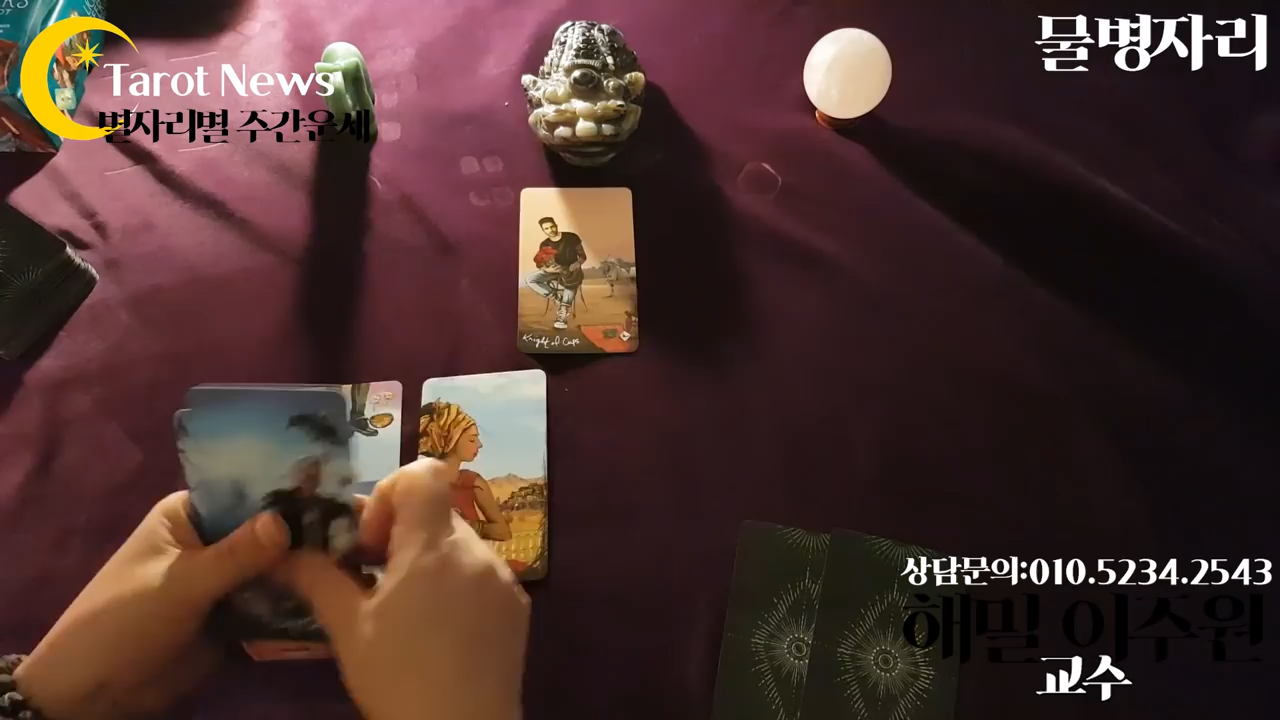 Tarot News
별자리별 주간운세
물병자리
Knight of Cups
상담문의:010.5234.2543
해밀 이주원
교수